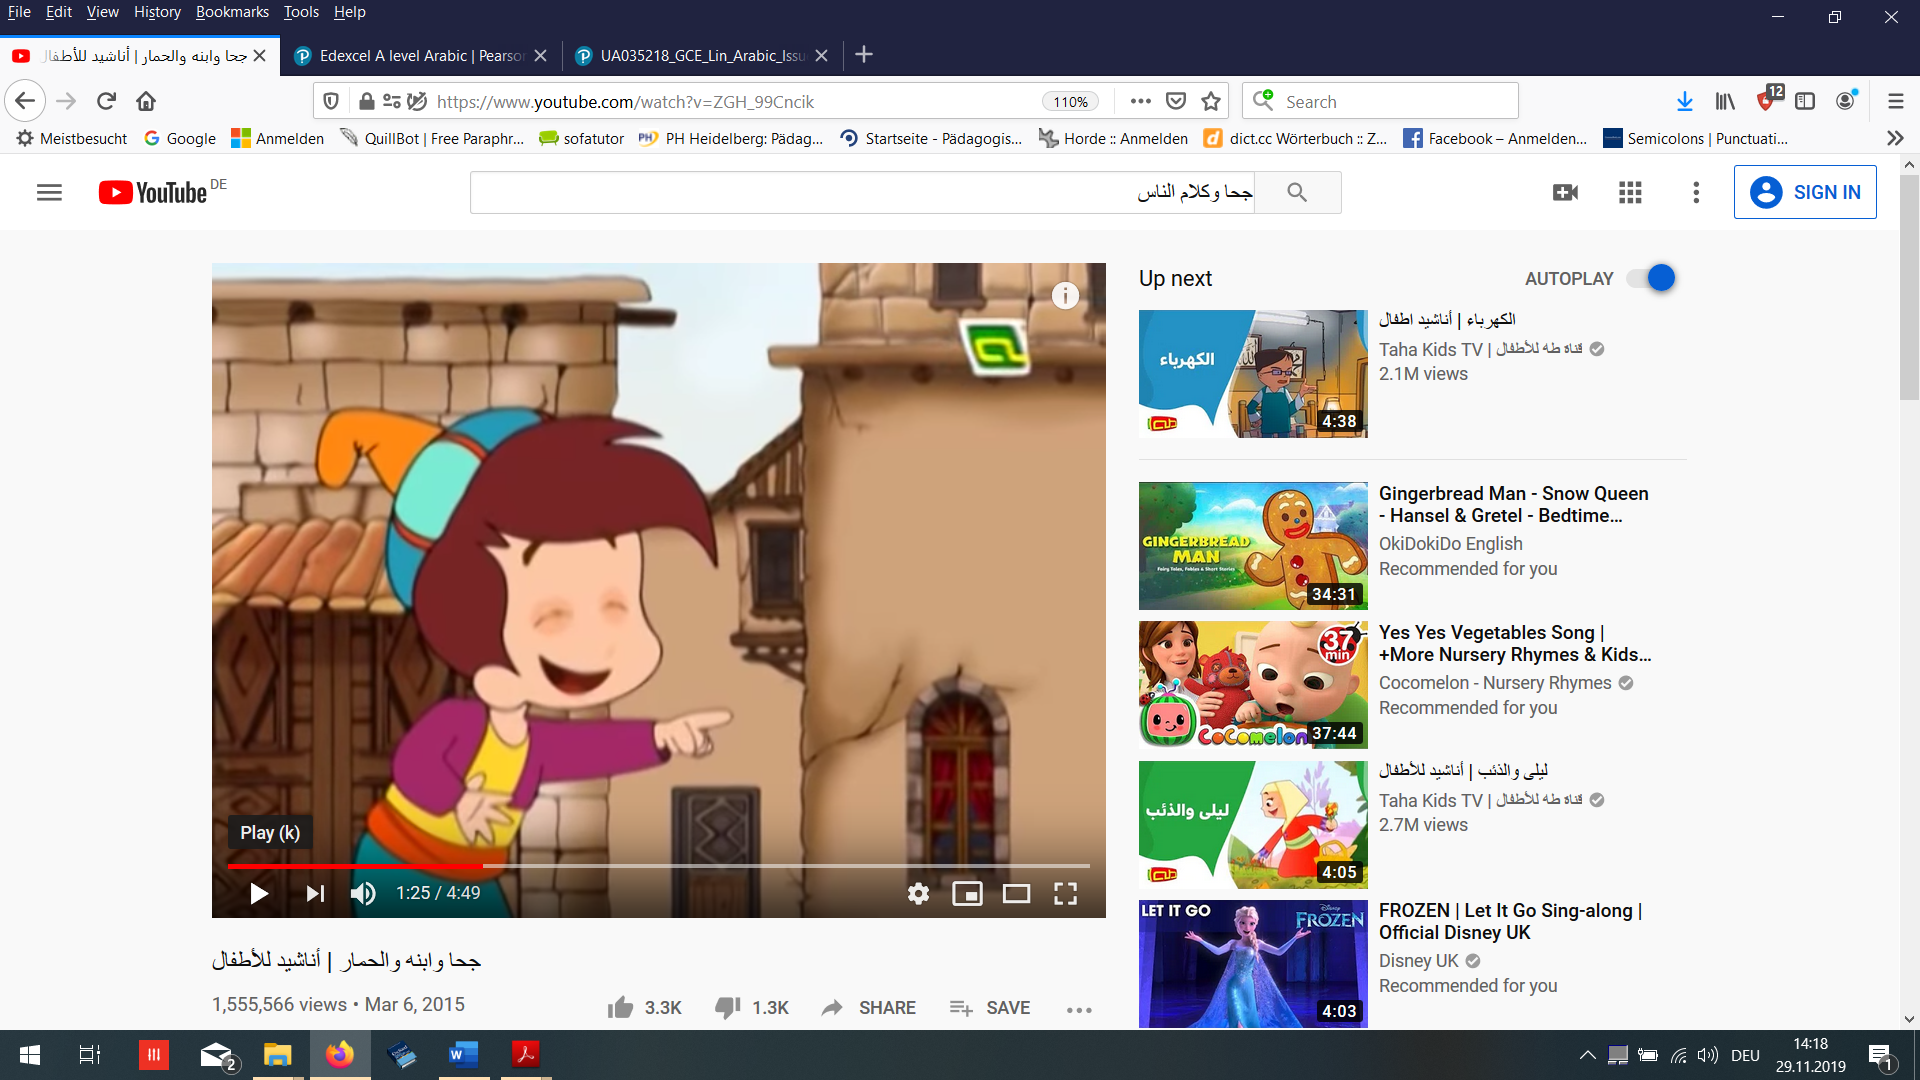 File Edit View History Bookmarks Tools Help
جحا وابنه والحمار | أناشيد للأطفال
Edexcel A level Arabic | Pearson
UA035218_GCE_Lin_Arabic_Issu
https://www.youtube.com/watch?v=ZGH_99Cncik
110%
Search
12
Meistbesucht Google Anmelden QuillBot | Free Paraphr... sofatutor PH Heidelberg: Pädag... Startseite - Pädagogis... Horde :: Anmelden dict.cc Wörterbuch :: Z... Facebook – Anmelden... Semicolons | Punctuati...
YouTube DE
جحا وكلام الناس
SIGN IN
Play (k)
1:25 / 4:49
جحا وابنه والحمار | أناشيد للأطفال
1,555,566 views • Mar 6, 2015
3.3K 1.3K SHARE SAVE
Up next
AUTOPLAY
الكهرباء
4:38
الكهرباء | أناشيد اطفال
Taha Kids TV | قناة طه للأطفال
2.1M views
GINGERBREAD
MAN
Fairy Tales, Fables & Short Stories
34:31
Gingerbread Man - Snow Queen
- Hansel & Gretel - Bedtime...
OkiDokiDo English
Recommended for you
37
min
CoComelon
37:44
Yes Yes Vegetables Song |
+More Nursery Rhymes & Kids...
Cocomelon - Nursery Rhymes
Recommended for you
ليلى والذئب
4:05
ليلى والذئب | أناشيد للأطفال
Taha Kids TV | قناة طه للأطفال
2.7M views
LET IT GO
Disney
FROZEN
4:03
FROZEN | Let It Go Sing-along |
Official Disney UK
Disney UK
Recommended for you
2
DEU
14:18
29.11.2019
1